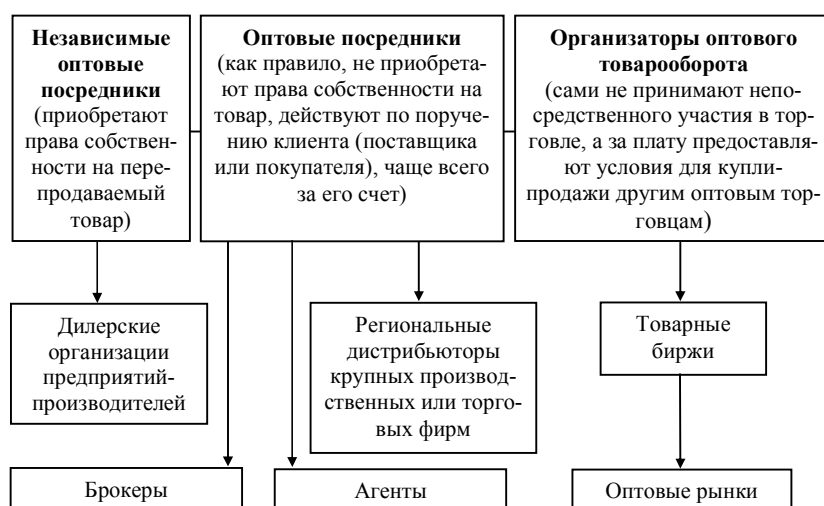 Независимые
оптовые
посредники
(приобретают
права собствен-
ности на пере-
продаваемый
товар)
Оптовые посредники
(как правило, не приобрета-
ют права собственности на
товар, действуют по поруче-
нию клиента (поставщика
или покупателя), чаще всего
за его счет)
Организаторы оптового
товарооборота
(сами не принимают непо-
средственного участия в тор-
говле, а за плату предоставля-
ют условия для купли-
продажи другим оптовым тор-
говцам)
Дилерские
организации
предприятий-
производителей
Региональные
дистрибьюторы
крупных производ-
ственных или торго-
вых фирм
Товарные
биржи
Брокеры
Агенты
Оптовые рынки